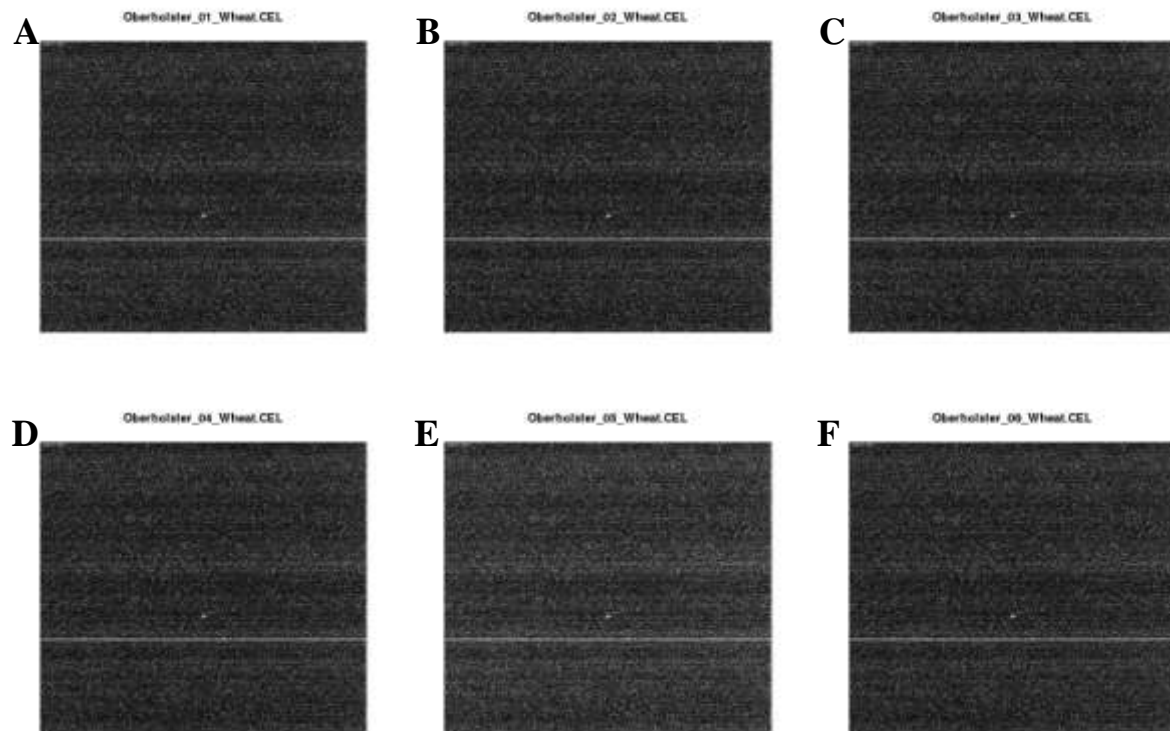 Oberholster_01_Wheat.CEL
Oberholster_02_Wheat.CEL
Oberholster_03_Wheat.CEL
A
B
C
Oberholster_04_Wheat.CEL
Oberholster_05_Wheat.CEL
Oberholster_06_Wheat.CEL
D
E
F